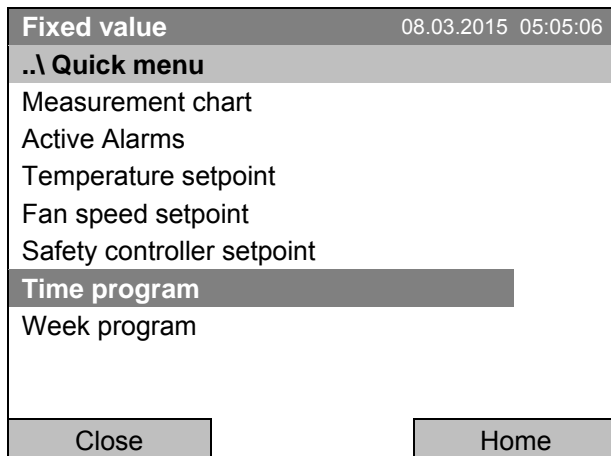 Fixed value 08.03.2015 05:05:06
..\ Quick menu
Measurement chart
Active Alarms
Temperature setpoint
Fan speed setpoint
Safety controller setpoint
Time program
Week program
Close Home